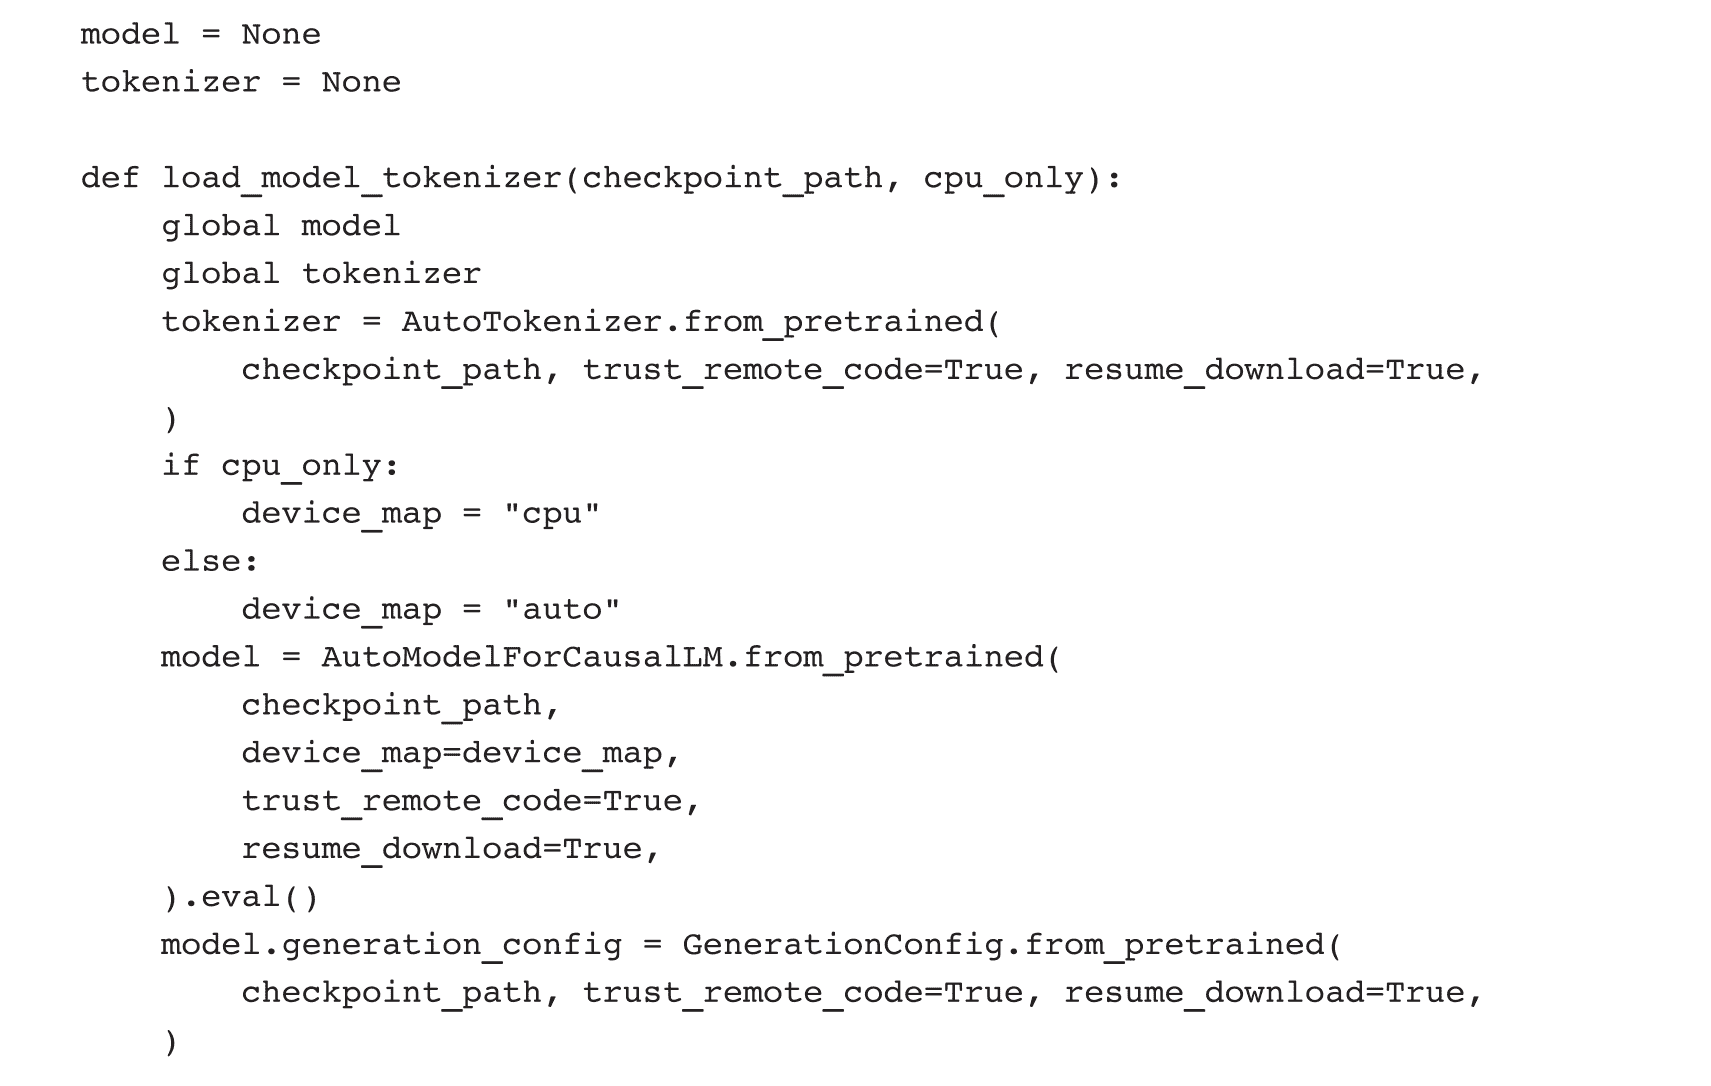 model = None
tokenizer = None

def load_model_tokenizer(checkpoint_path, cpu_only):
    global model
    global tokenizer
    tokenizer = AutoTokenizer.from_pretrained(
        checkpoint_path, trust_remote_code=True, resume_download=True,
    )
    if cpu_only:
        device_map = "cpu"
    else:
        device_map = "auto"
    model = AutoModelForCausalLM.from_pretrained(
        checkpoint_path,
        device_map=device_map,
        trust_remote_code=True,
        resume_download=True,
    ).eval()
    model.generation_config = GenerationConfig.from_pretrained(
        checkpoint_path, trust_remote_code=True, resume_download=True,
    )